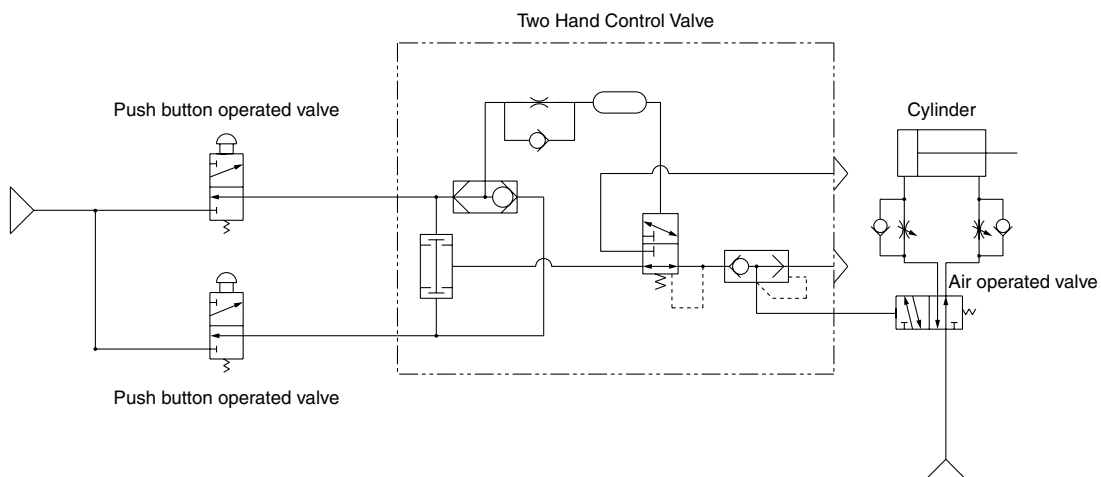 Two Hand Control Valve
Push button operated valve
Cylinder
Air operated valve
Push button operated valve